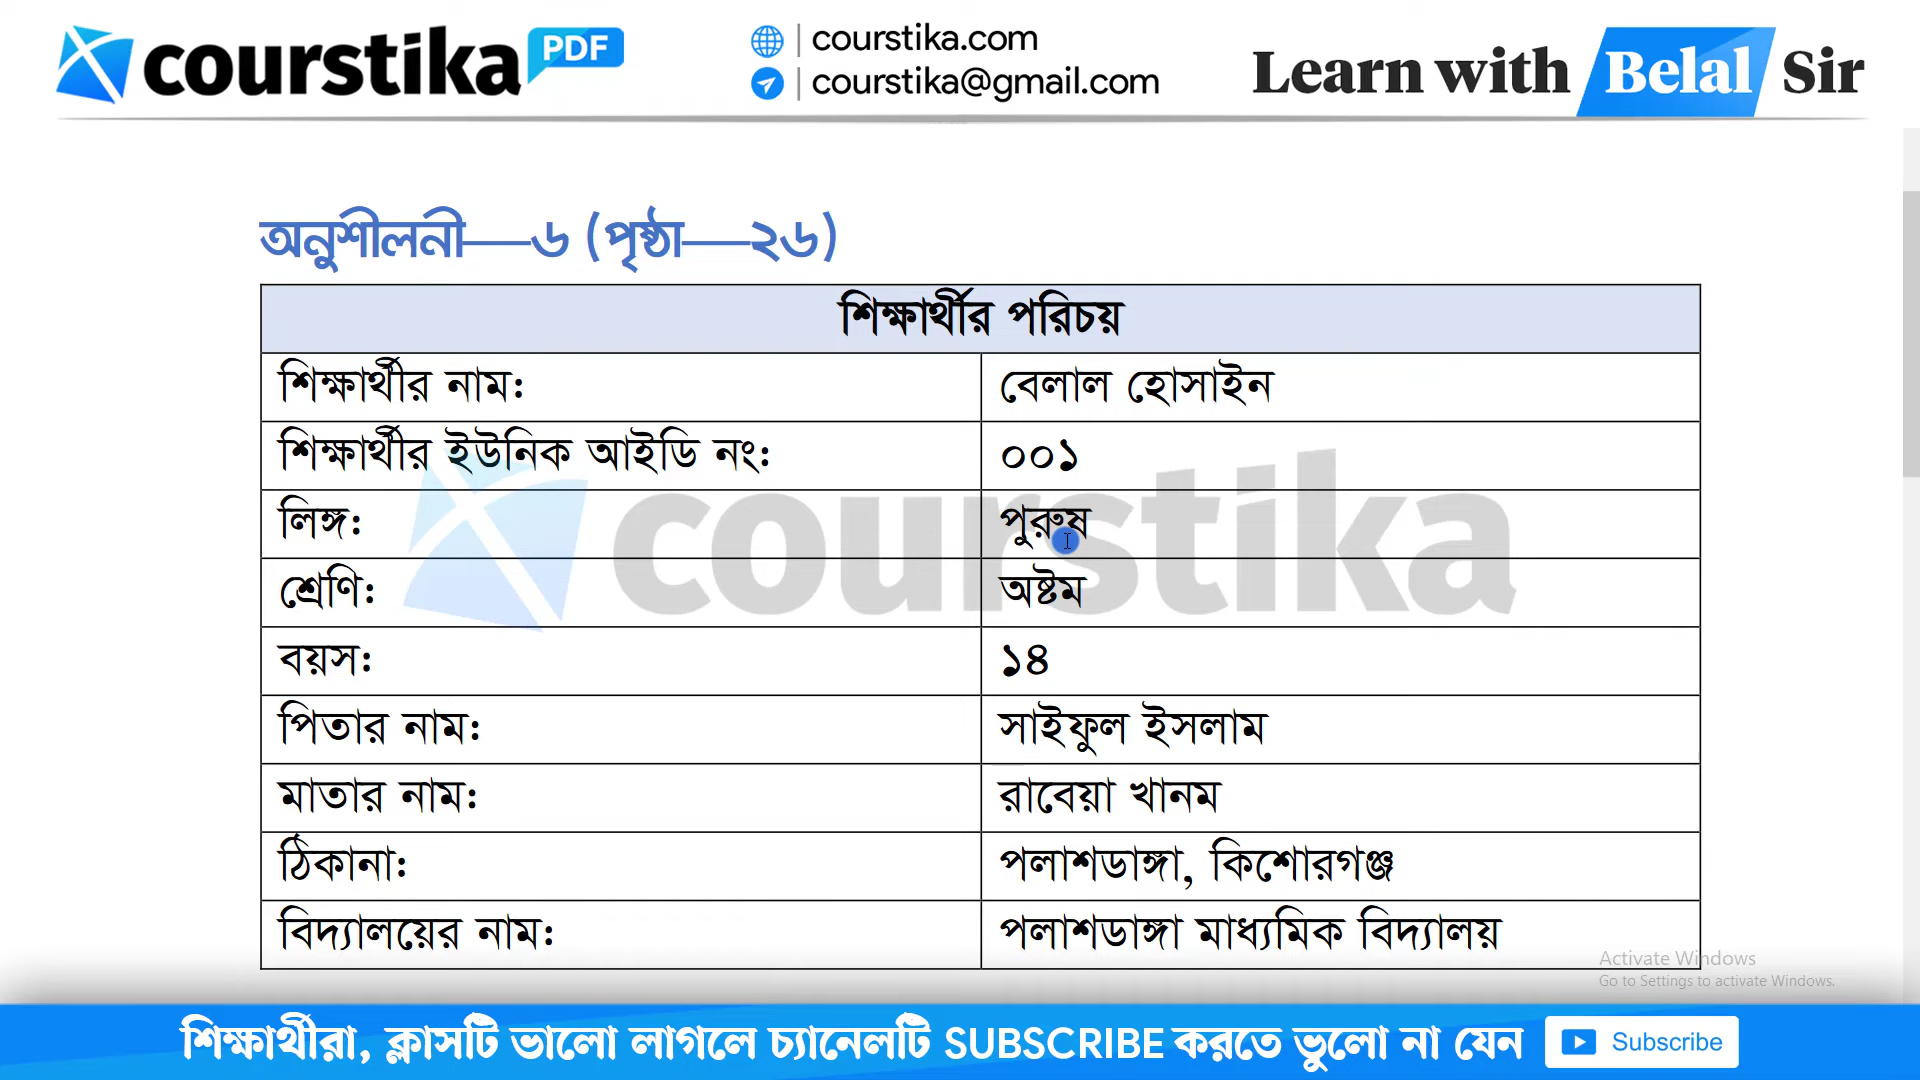 courstika PDF
courstika.com
courstika@gmail.com
Learn with Belal Sir
অনুশীলনী—৬ (পৃষ্ঠা—২৬)
শিক্ষার্থীর পরিচয়
শিক্ষার্থীর নাম: বেলাল হোসাইন
শিক্ষার্থীর ইউনিক আইডি নং: ০০১
লিঙ্গ: পুরুষ
শ্রেণি: অষ্টম
বয়স: ১৪
পিতার নাম: সাইফুল ইসলাম
মাতার নাম: রাবেয়া খানম
ঠিকানা: পলাশডাঙ্গা, কিশোরগঞ্জ
বিদ্যালয়ের নাম: পলাশডাঙ্গা মাধ্যমিক বিদ্যালয়
courstika
Activate Windows
Go to Settings to activate Windows.
শিক্ষার্থীরা, ক্লাসটি ভালো লাগলে চ্যানেলটি SUBSCRIBE করতে ভুলো না যেন Subscribe